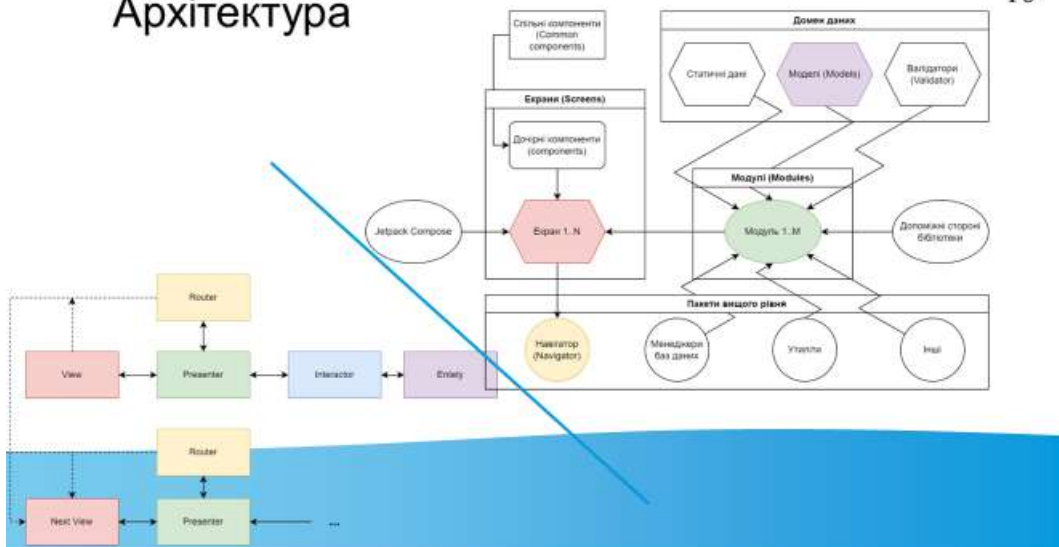 Архітектура
Спільні компоненти
(Common
components)
Домен даних
Статичні дані
Моделі (Models)
Валідатори
(Validator)
Екрани (Screens)
Дочірні компоненти
(components)
Модулі (Modules)
Jetpack Compose
Екран 1..N
Модуль 1..M
Допоміжні стороні
бібліотеки
Пакети вищого рівня
Навігатор
(Navigator)
Менеджери
баз даних
Утиліти
Інші
Router
View
Presenter
Interactor
Entety
Router
Next View
Presenter
...